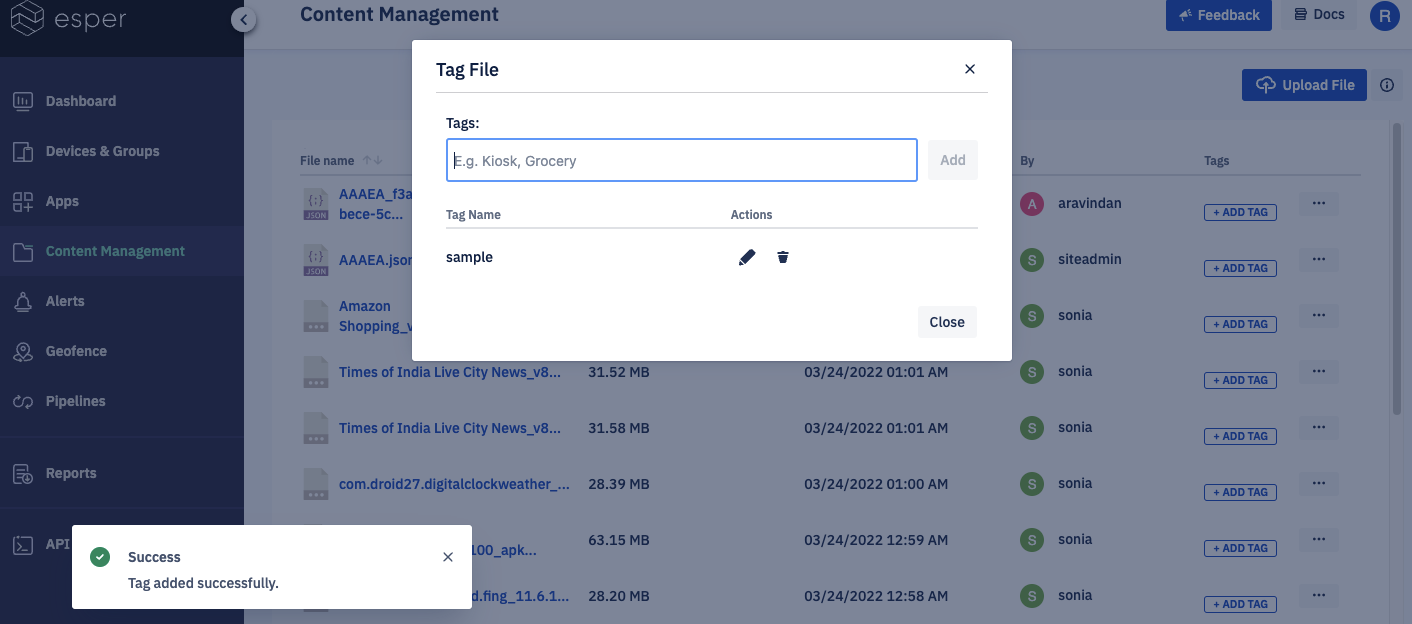 esper
Content Management
Feedback
Docs
R
Tag File
Upload File
Dashboard
Devices & Groups
Apps
Content Management
Alerts
Geofence
Pipelines
Reports
API
Tags:
E.g. Kiosk, Grocery
Add
Tag Name
Actions
sample
Close
File name
By
Tags
JSON
AAAEA_f3a
bece-5c...
A
aravindan
+ ADD TAG
JSON
AAAEA.json
S
siteadmin
+ ADD TAG
Amazon
Shopping_v
S
sonia
+ ADD TAG
Times of India Live City News_v8...
31.52 MB
03/24/2022 01:01 AM
S
sonia
+ ADD TAG
Times of India Live City News_v8...
31.58 MB
03/24/2022 01:01 AM
S
sonia
+ ADD TAG
com.droid27.digitalclockweather_...
28.39 MB
03/24/2022 01:00 AM
S
sonia
+ ADD TAG
100_apk...
63.15 MB
03/24/2022 12:59 AM
S
sonia
+ ADD TAG
d.fing_11.6.1...
28.20 MB
03/24/2022 12:58 AM
S
sonia
+ ADD TAG
Success
Tag added successfully.